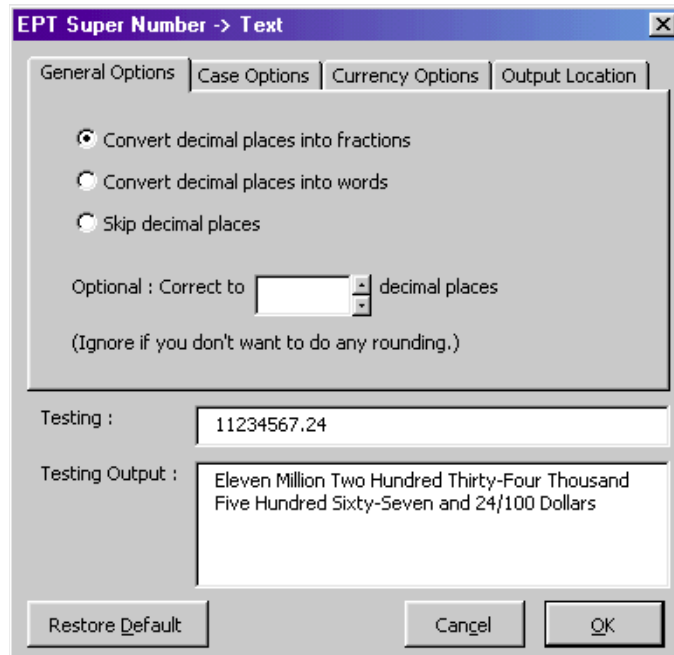 EPT Super Number -> Text
General Options Case Options Currency Options Output Location
Convert decimal places into fractions
Convert decimal places into words
Skip decimal places
Optional : Correct to decimal places
(Ignore if you don't want to do any rounding.)
Testing : 11234567.24
Testing Output : Eleven Million Two Hundred Thirty-Four Thousand
Five Hundred Sixty-Seven and 24/100 Dollars
Restore Default Cancel OK